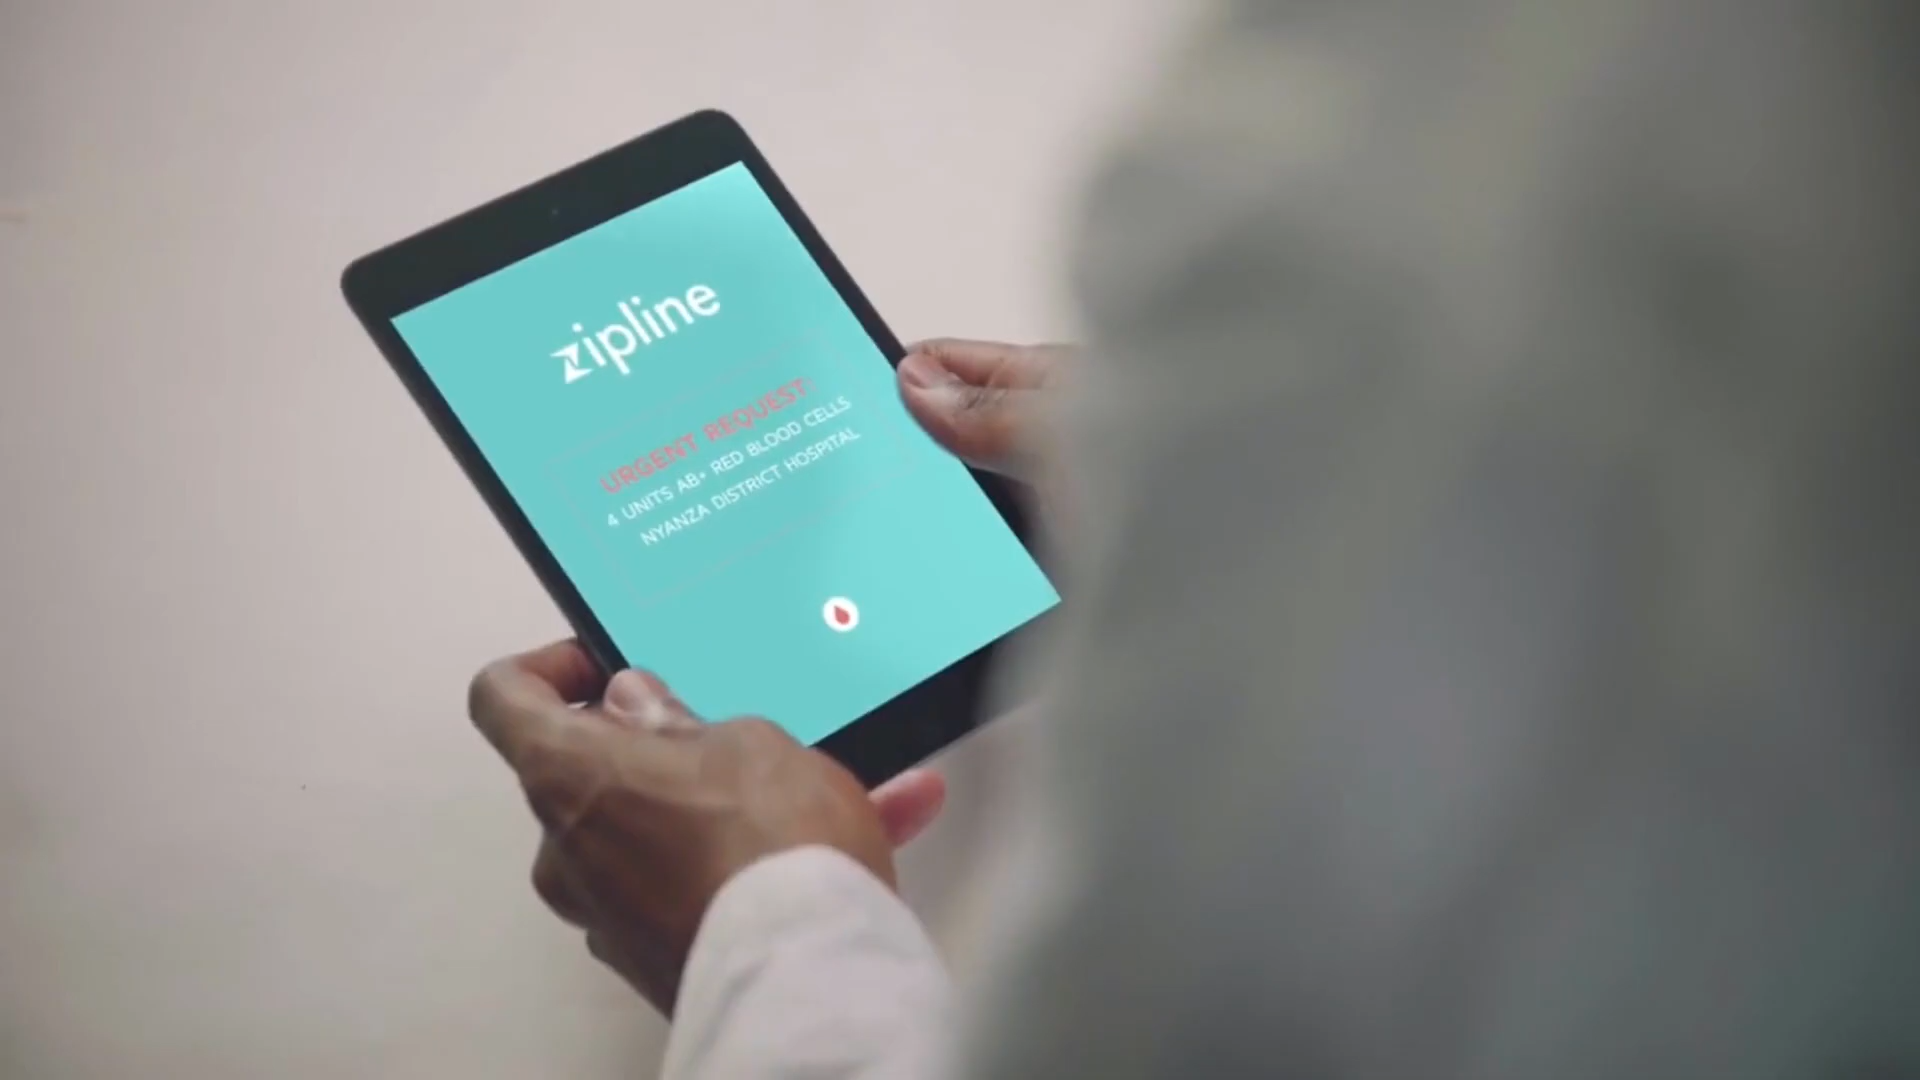 zipline
URGENT REQUEST:
4 UNITS AB+ RED BLOOD CELLS
NYANZA DISTRICT HOSPITAL